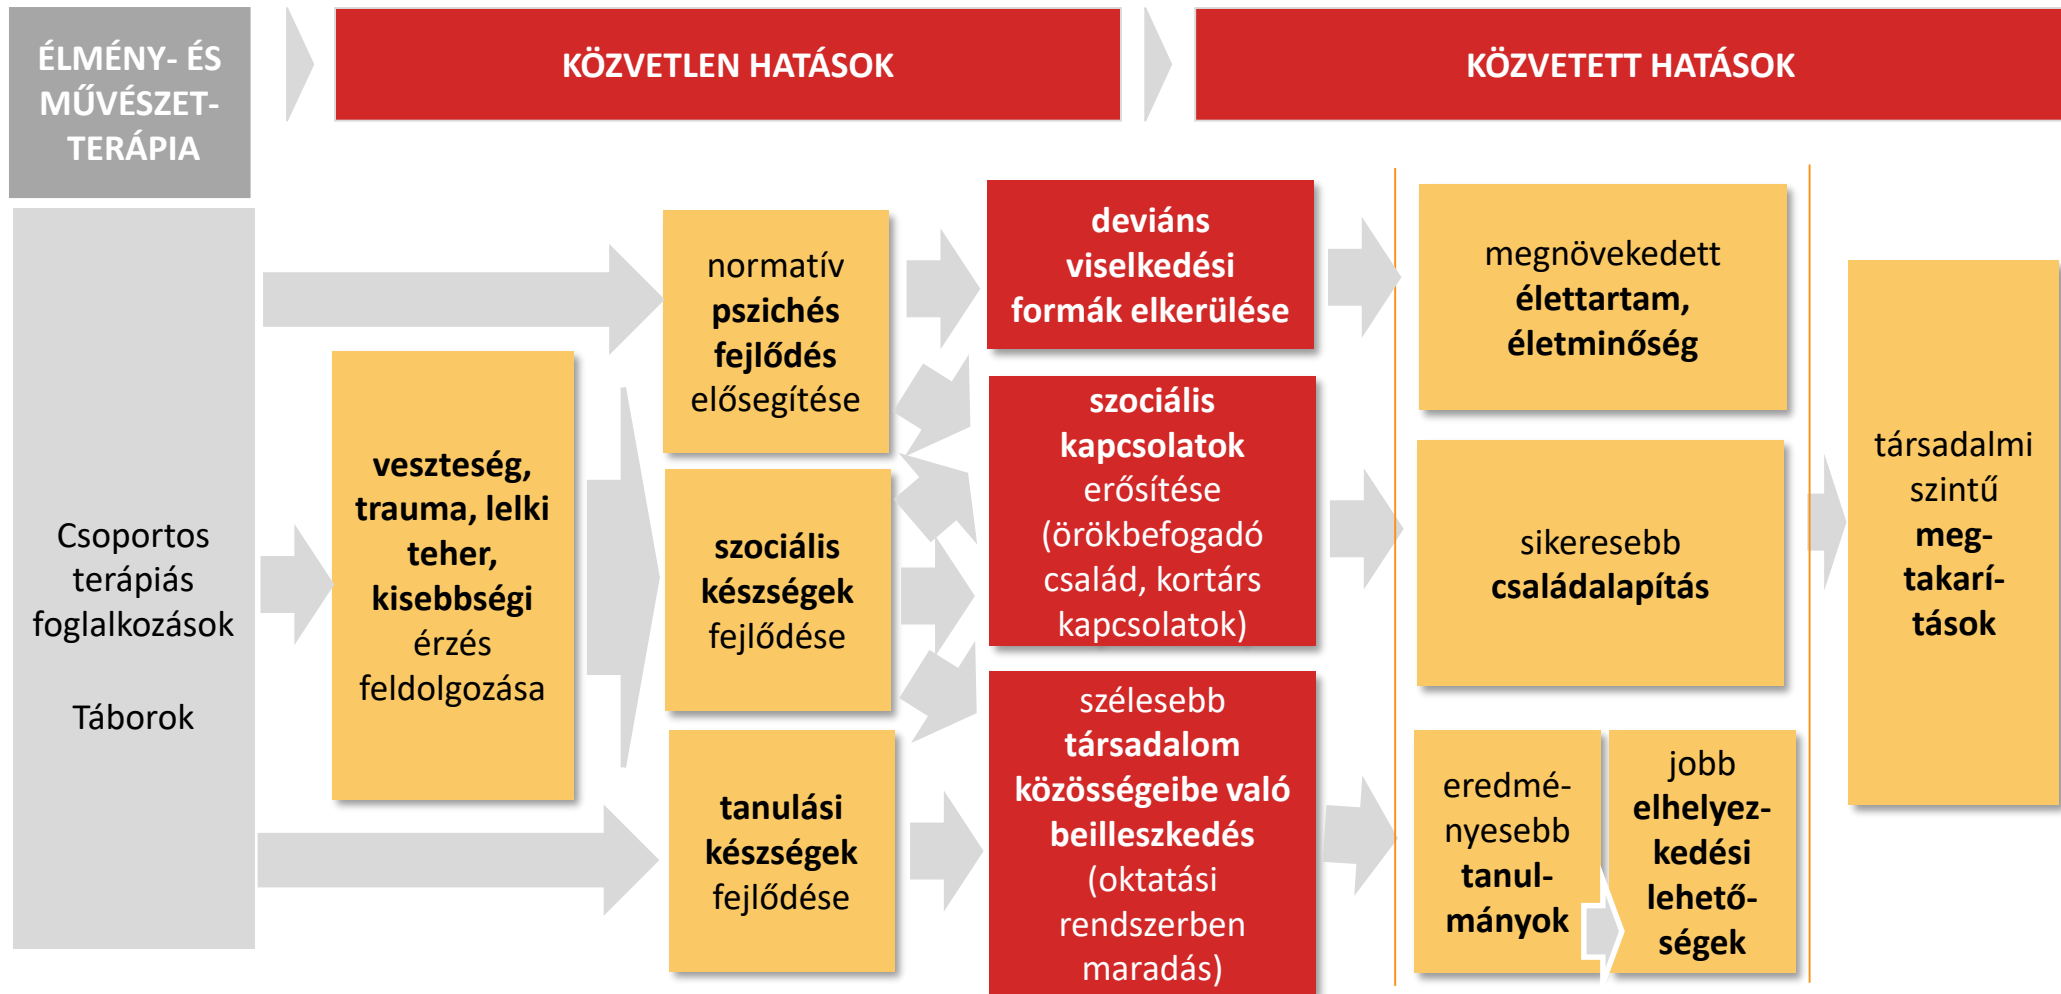 ÉLMÉNY- ÉS
MŰVÉSZET-
TERÁPIA
KÖZVETLEN HATÁSOK
KÖZVETETT HATÁSOK
Csoportos
terápiás
foglalkozások
Táborok
veszteség,
trauma, lelki
teher,
kisebbségi
érzés
feldolgozása
normatív
pszichés
fejlődés
elősegítése
szociális
készségek
fejlődése
tanulási
készségek
fejlődése
deviáns
viselkedési
formák elkerülése
szociális
kapcsolatok
erősítése
(örökbefogadó
család, kortárs
kapcsolatok)
szélesebb
társadalom
közösségeibe való
beilleszkedés
(oktatási
rendszerben
maradás)
megnövekedett
élettartam,
életminőség
sikeresebb
családalapítás
eredmé-
nyesebb
tanul-
mányok
jobb
elhelyez-
kedési
lehető-
ségek
társadalmi
szintű
meg-
takarí-
tások